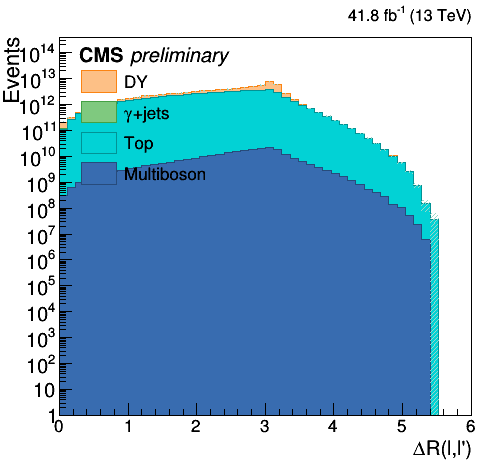 41.8 fb⁻¹ (13 TeV)
Events
CMS preliminary
DY
γ+jets
Top
Multiboson
10¹⁴
10¹³
10¹²
10¹¹
10¹⁰
10⁹
10⁸
10⁷
10⁶
10⁵
10⁴
10³
10²
10
1
0 1 2 3 4 5 6
ΔR(l,l')